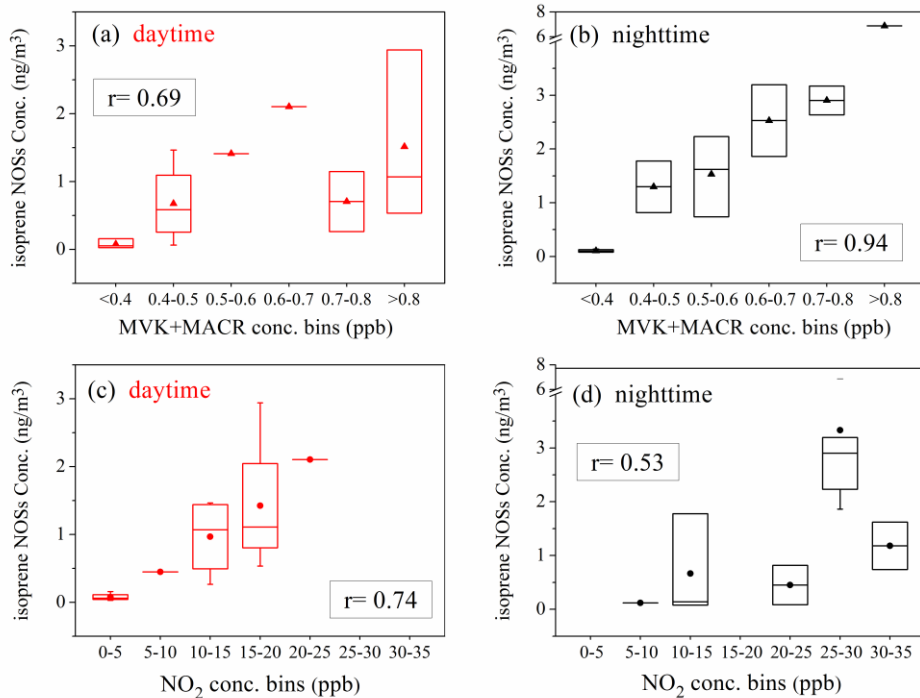 (a) daytime
r= 0.69
isoprene NOSs Conc. (ng/m³)
3
2
1
0
<0.4 0.4-0.5 0.5-0.6 0.6-0.7 0.7-0.8 >0.8
MVK+MACR conc. bins (ppb)
(b) nighttime
r= 0.94
isoprene NOSs Conc. (ng/m³)
8
6
3
2
1
0
<0.4 0.4-0.5 0.5-0.6 0.6-0.7 0.7-0.8 >0.8
MVK+MACR conc. bins (ppb)
(c) daytime
r= 0.74
isoprene NOSs Conc. (ng/m³)
3
2
1
0
0-5 5-10 10-15 15-20 20-25 25-30 30-35
NO₂ conc. bins (ppb)
(d) nighttime
r= 0.53
isoprene NOSs Conc. (ng/m³)
8
6
3
2
1
0
0-5 5-10 10-15 15-20 20-25 25-30 30-35
NO₂ conc. bins (ppb)